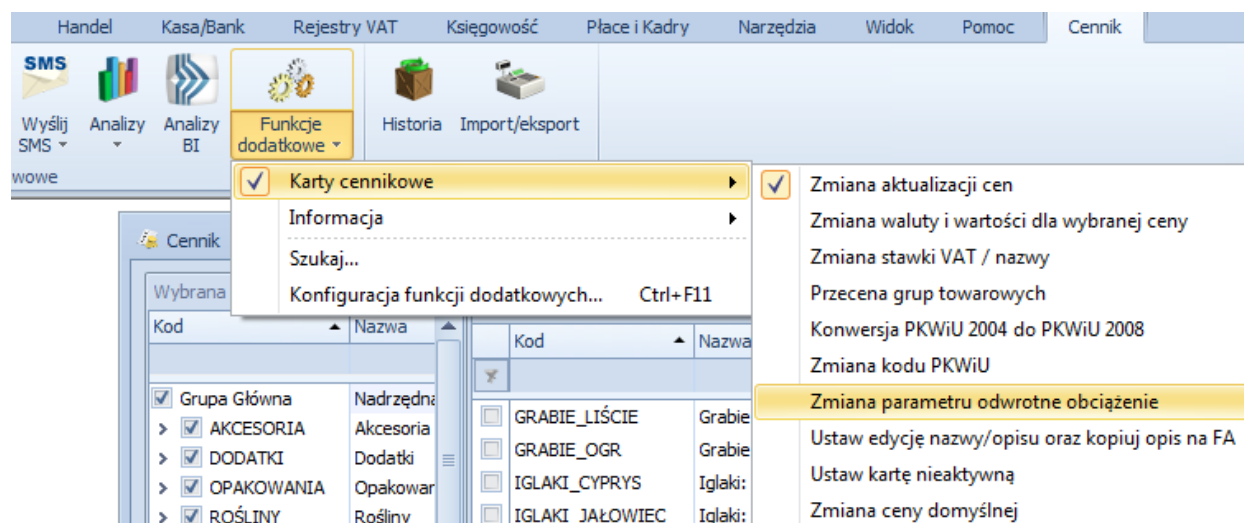 Handel Kasa/Bank Rejestry VAT Księgowość Płace i Kadry Narzędzia Widok Pomoc Cennik
SMS
Wyślij SMS
Analizy
Analizy BI
Funkcje dodatkowe
Historia
Import/eksport
wowe
Karty cennikowe
Informacja
Szukaj...
Konfiguracja funkcji dodatkowych... Ctrl+F11
Zmiana aktualizacji cen
Zmiana waluty i wartości dla wybranej ceny
Zmiana stawki VAT / nazwy
Przecena grup towarowych
Konwersja PKWiU 2004 do PKWiU 2008
Zmiana kodu PKWiU
Zmiana parametru odwrotne obciążenie
Ustaw edycję nazwy/opisu oraz kopiuj opis na FA
Ustaw kartę nieaktywną
Zmiana ceny domyślnej
Cennik
Wybrana
Kod Nazwa
Grupa Główna Nadrzędna
AKCESORIA Akcesoria
DODATKI Dodatki
OPAKOWANIA Opakowan
ROŚLINY Rośliny
Kod Nazwa
GRABIE_LIŚCIE Grabie
GRABIE_OGR Grabie
IGLAKI_CYPRYS Iglaki:
IGLAKI_JAŁOWIEC Iglaki: